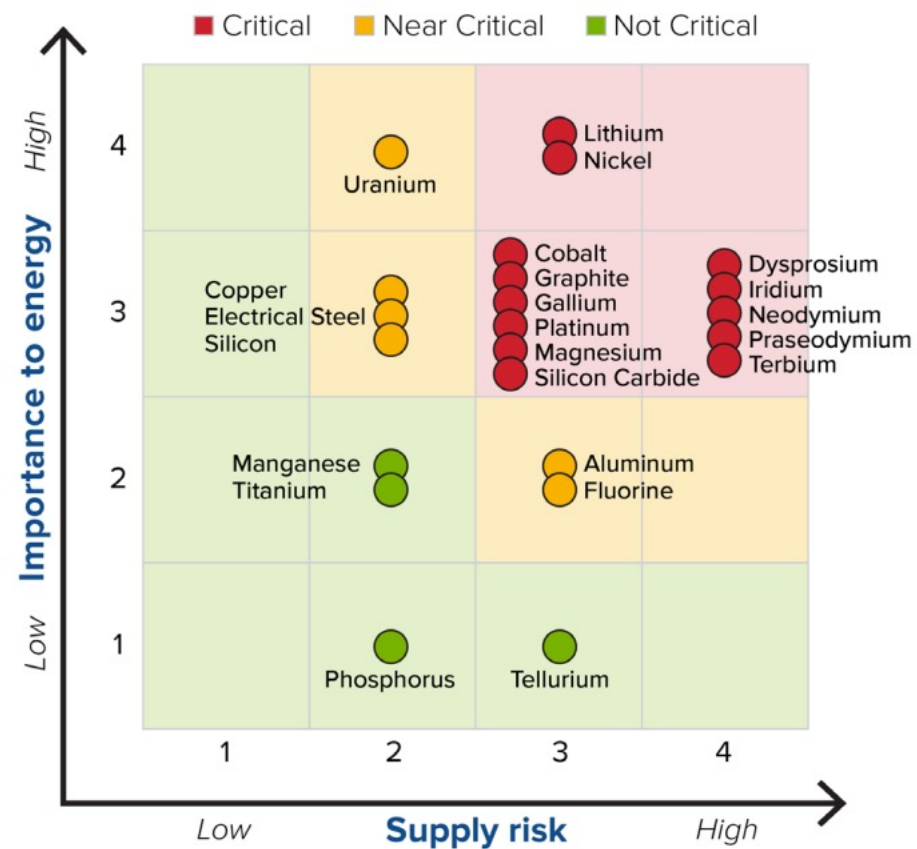 Critical
Near Critical
Not Critical
High
Importance to energy
Low
4
3
2
1
Uranium
Lithium
Nickel
Copper
Electrical Steel
Silicon
Cobalt
Graphite
Gallium
Platinum
Magnesium
Silicon Carbide
Dysprosium
Iridium
Neodymium
Praseodymium
Terbium
Manganese
Titanium
Aluminum
Fluorine
Phosphorus
Tellurium
1
2
3
4
Low
Supply risk
High